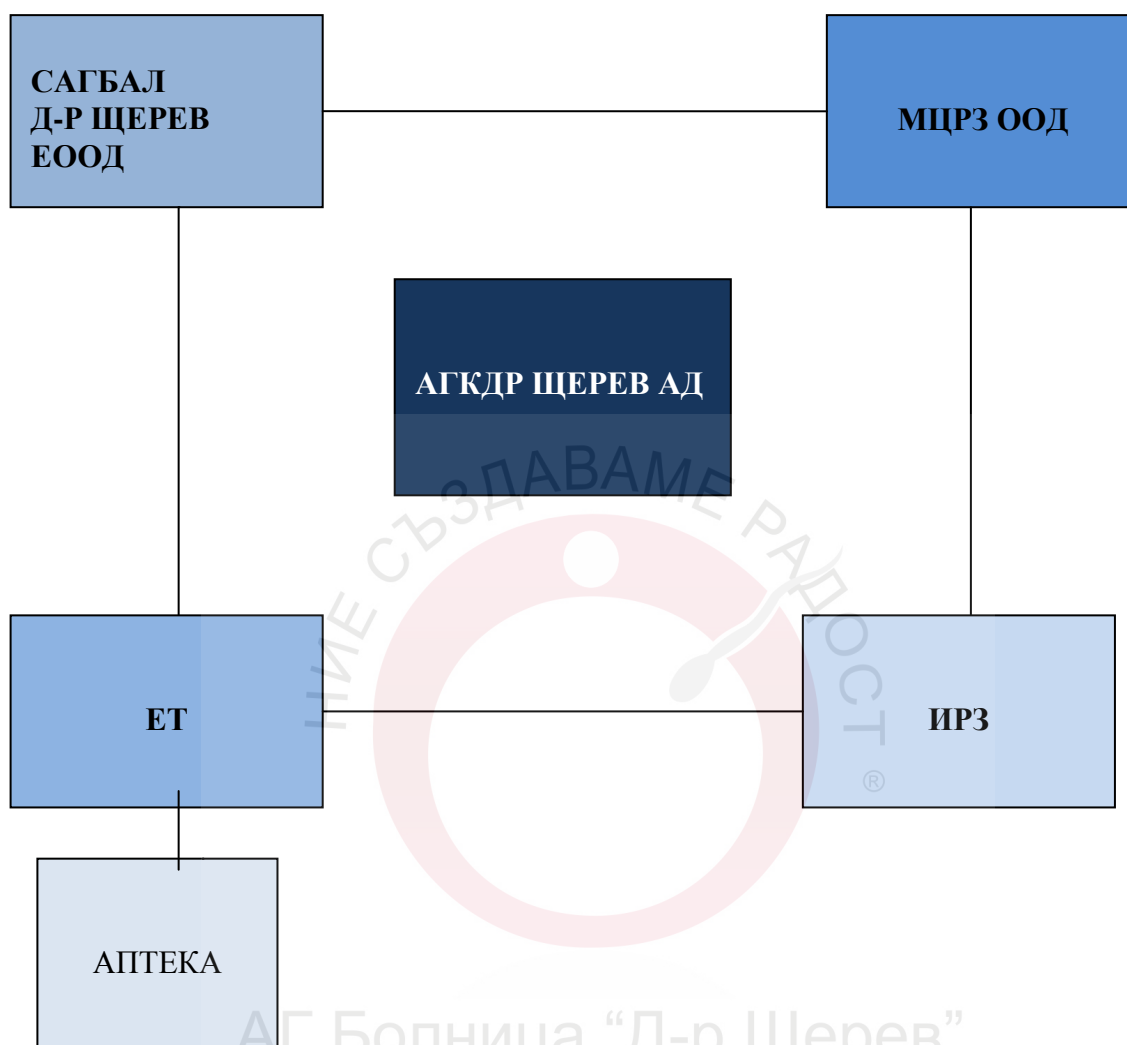 САГБАЛ
Д-Р ЩЕРЕВ
ЕООД
МЦРЗ ООД
АГКДР ЩЕРЕВ АД
НИЕ СЪЗДАВАМЕ РАДОСТ ®
ЕТ
ИРЗ
АПТЕКА
АГ Болница “Д-р Щерев”